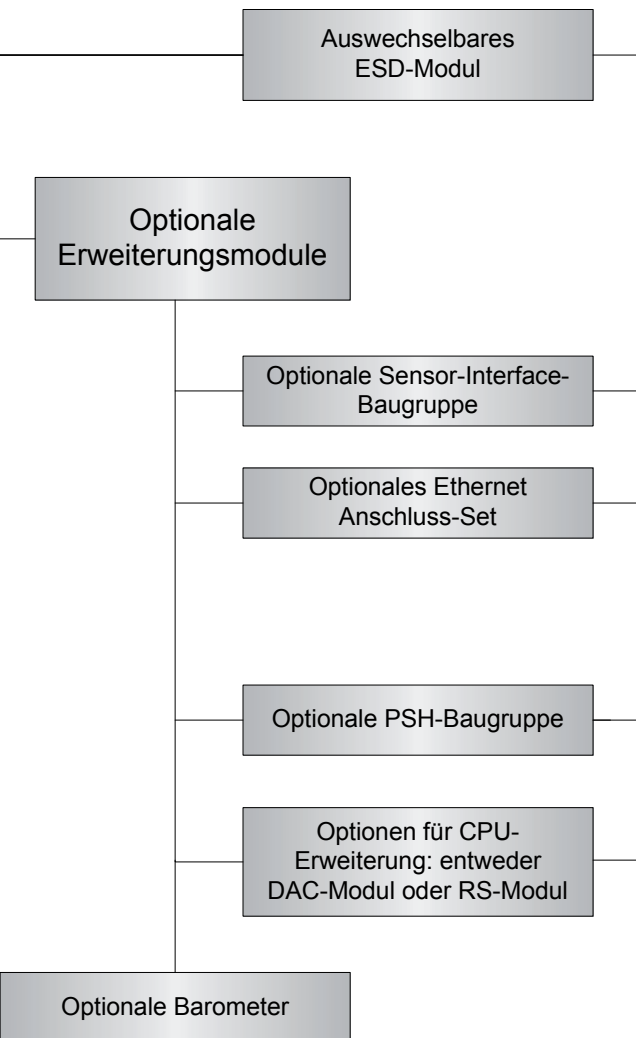 Auswechselbares
ESD-Modul
Optionale
Erweiterungsmodule
Optionale Sensor-Interface-
Baugruppe
Optionales Ethernet
Anschluss-Set
Optionale PSH-Baugruppe
Optionen für CPU-
Erweiterung: entweder
DAC-Modul oder RS-Modul
Optionale Barometer